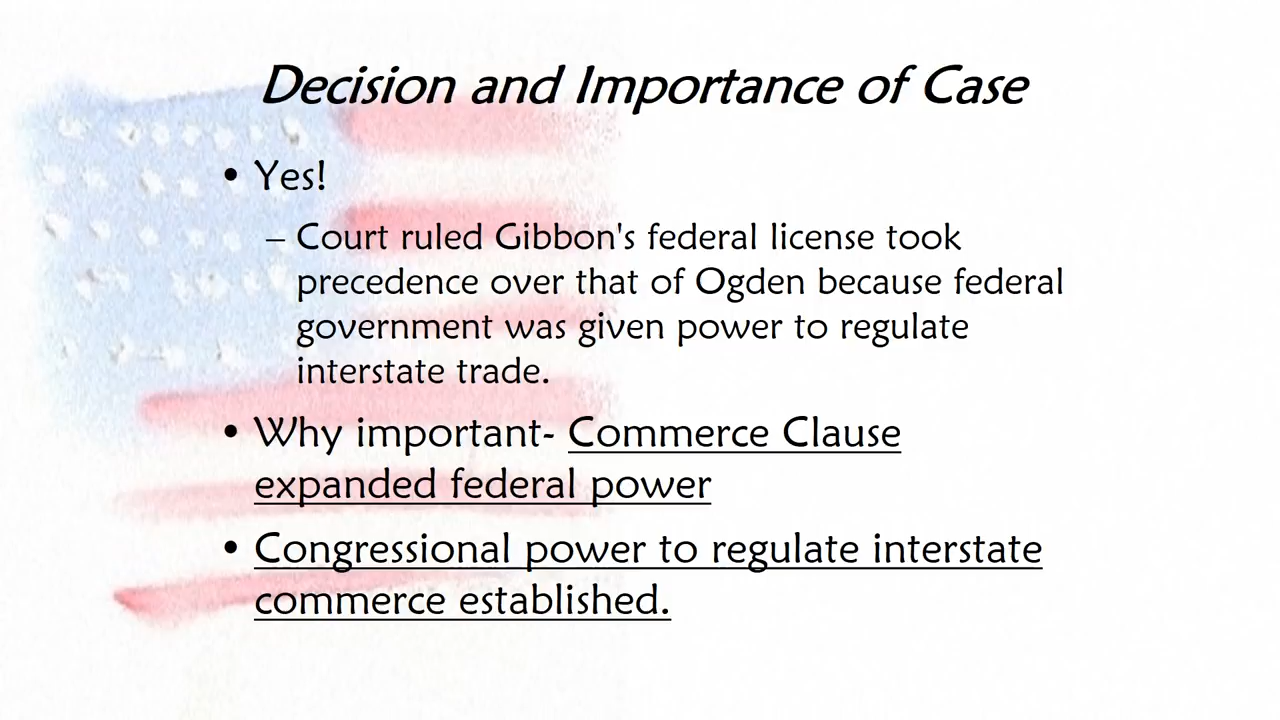 Decision and Importance of Case
• Yes!
– Court ruled Gibbon's federal license took
precedence over that of Ogden because federal
government was given power to regulate
interstate trade.
• Why important- Commerce Clause
expanded federal power
• Congressional power to regulate interstate
commerce established.